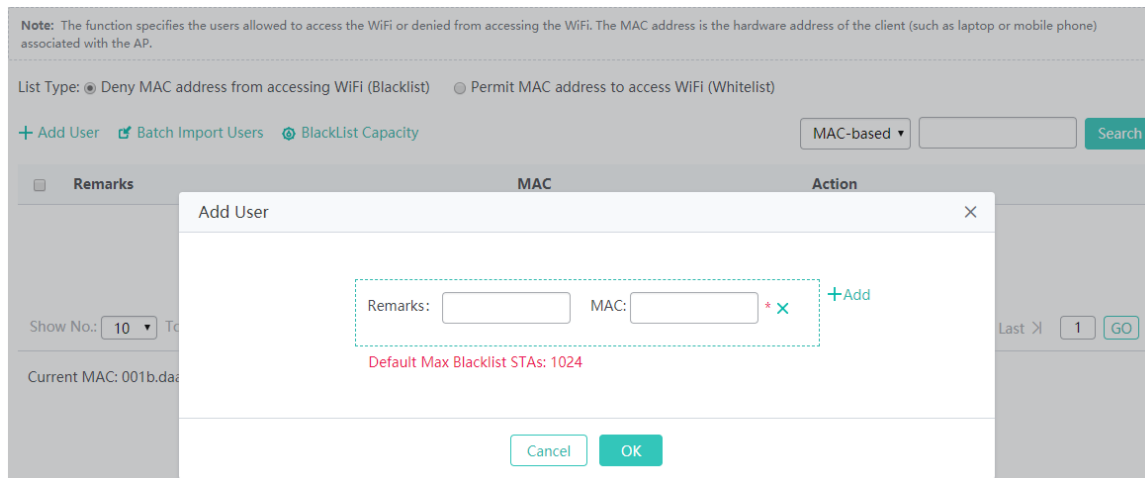 Note: The function specifies the users allowed to access the WiFi or denied from accessing the WiFi. The MAC address is the hardware address of the client (such as laptop or mobile phone)
associated with the AP.
List Type: Deny MAC address from accessing WiFi (Blacklist) Permit MAC address to access WiFi (Whitelist)
+ Add User Batch Import Users BlackList Capacity MAC-based Search
Remarks MAC Action
Add User
+Add
Remarks: MAC: *
Show No.: 10 Last 1 GO
Default Max Blacklist STAs: 1024
Current MAC: 001b.daa
Cancel OK